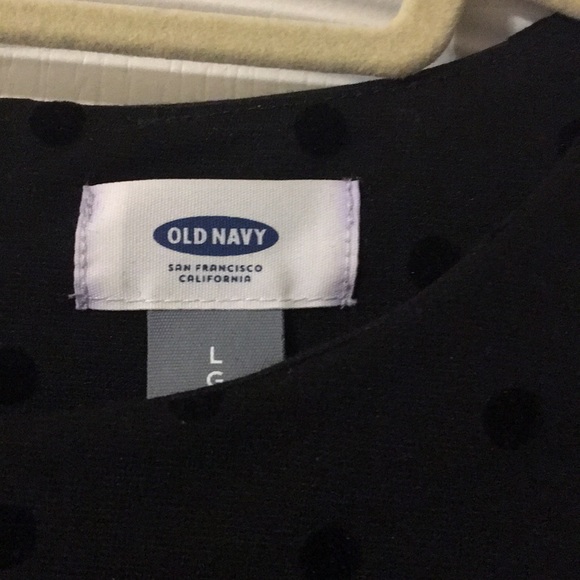 OLD NAVY
SAN FRANCISCO
CALIFORNIA
L
G